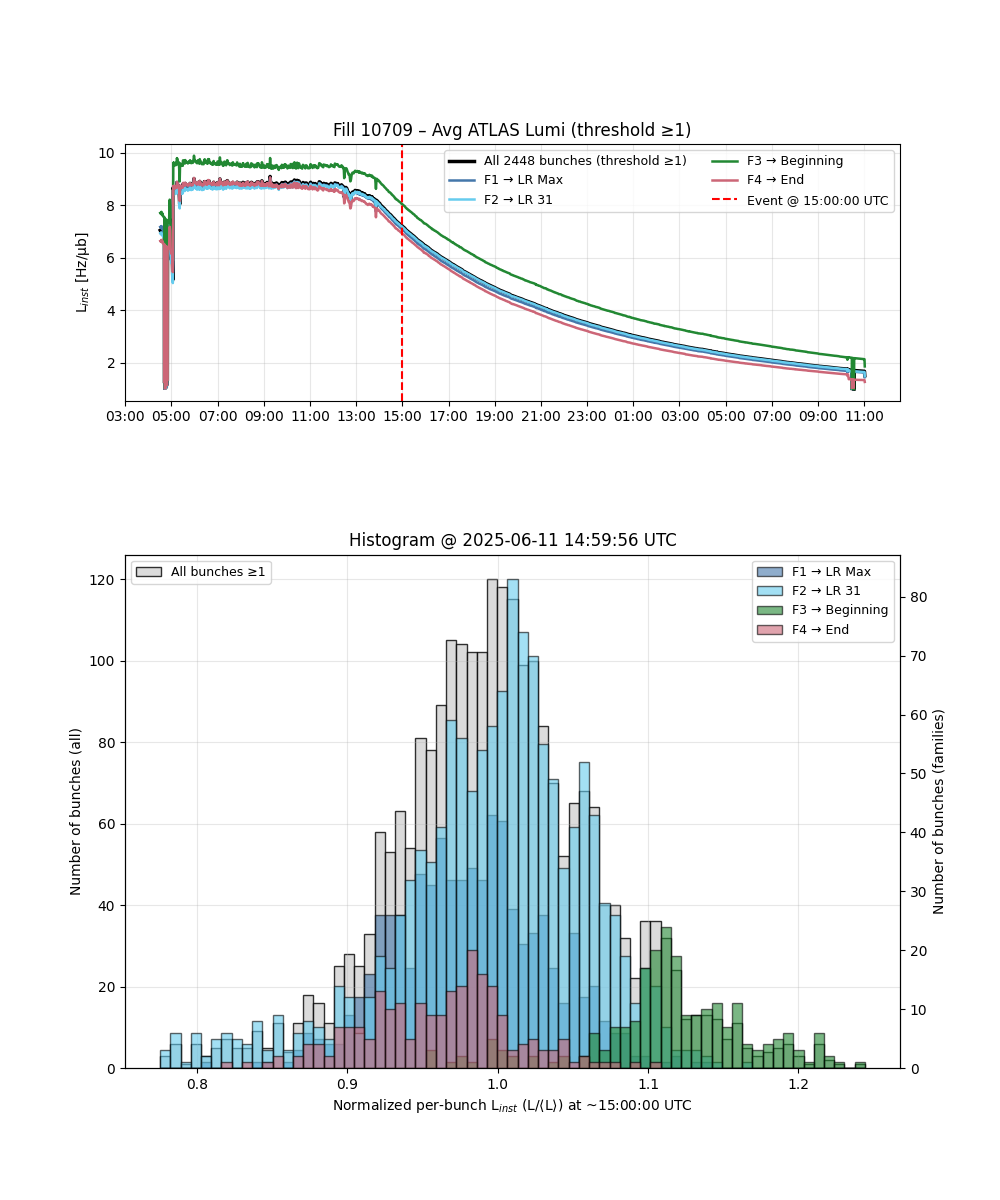 Fill 10709 – Avg ATLAS Lumi (threshold ≥1)
L_inst [Hz/μb]
10
8
6
4
2
All 2448 bunches (threshold ≥1)
F1 → LR Max
F2 → LR 31
F3 → Beginning
F4 → End
Event @ 15:00:00 UTC
03:00 05:00 07:00 09:00 11:00 13:00 15:00 17:00 19:00 21:00 23:00 01:00 03:00 05:00 07:00 09:00 11:00
Histogram @ 2025-06-11 14:59:56 UTC
All bunches ≥1
F1 → LR Max
F2 → LR 31
F3 → Beginning
F4 → End
Number of bunches (all)
120
100
80
60
40
20
0
80
70
60
50
40
30
20
10
0
Number of bunches (families)
0.8 0.9 1.0 1.1 1.2
Normalized per-bunch L_inst (L/⟨L⟩) at ~15:00:00 UTC